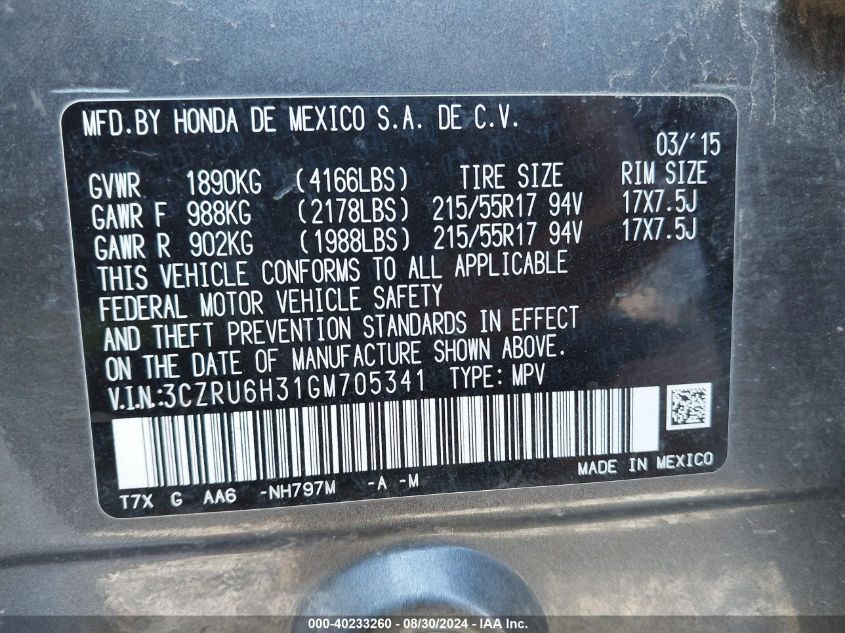 MFD.BY HONDA DE MEXICO S.A. DE C.V.
03/'15
GVWR 1890KG (4166LBS) TIRE SIZE RIM SIZE
GAWR F 988KG (2178LBS) 215/55R17 94V 17X7.5J
GAWR R 902KG (1988LBS) 215/55R17 94V 17X7.5J
THIS VEHICLE CONFORMS TO ALL APPLICABLE
FEDERAL MOTOR VEHICLE SAFETY
AND THEFT PREVENTION STANDARDS IN EFFECT
ON THE DATE OF MANUFACTURE SHOWN ABOVE.
V.I.N.:3CZRU6H31GM705341 TYPE: MPV
MADE IN MEXICO
T7X G AA6 -NH797M -A -M
000-40233260 - 08/30/2024 - IAA Inc.